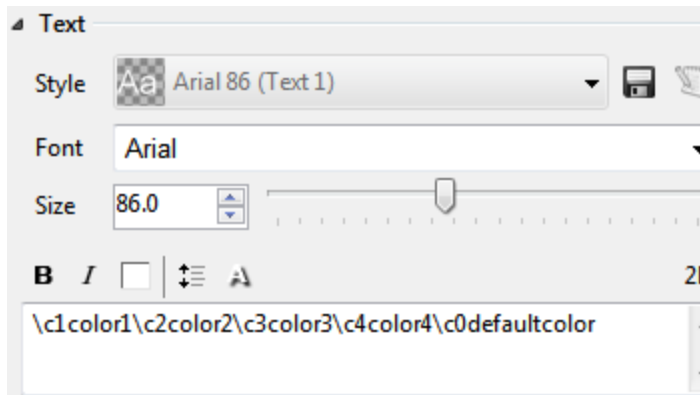 Text
Style
Aa Arial 86 (Text 1)
Font Arial
Size 86.0
B I A
\c1color1\c2color2\c3color3\c4color4\c0defaultcolor